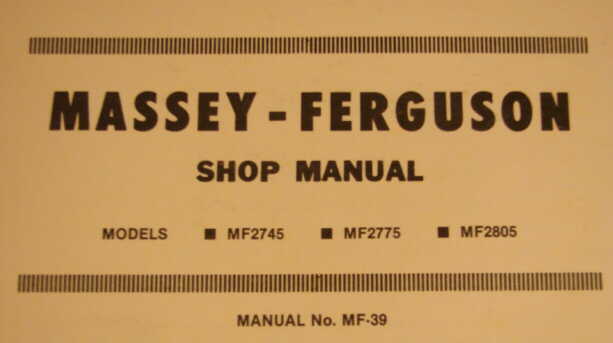 MASSEY-FERGUSON
SHOP MANUAL
MODELS ■ MF2745 ■ MF2775 ■ MF2805
MANUAL No. MF-39